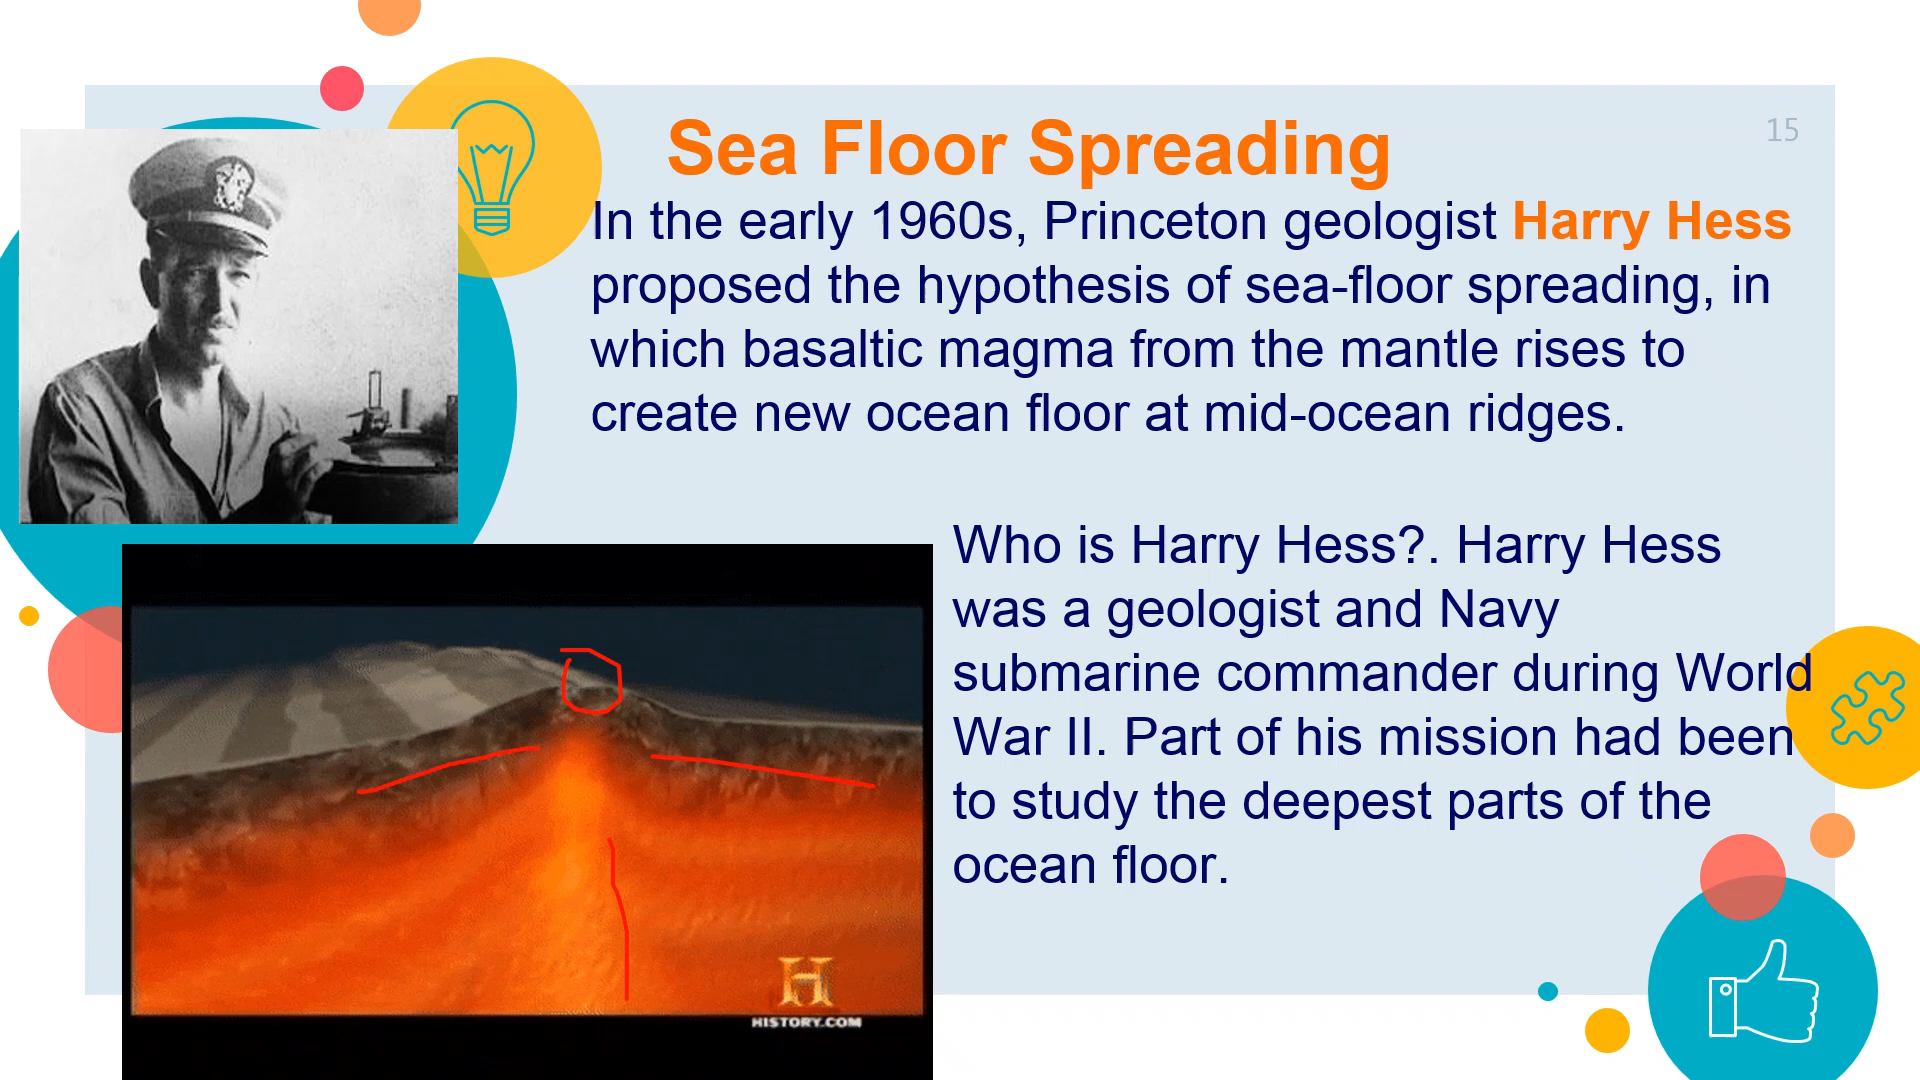 15
Sea Floor Spreading
In the early 1960s, Princeton geologist Harry Hess
proposed the hypothesis of sea-floor spreading, in
which basaltic magma from the mantle rises to
create new ocean floor at mid-ocean ridges.
Who is Harry Hess?. Harry Hess
was a geologist and Navy
submarine commander during World
War II. Part of his mission had been
to study the deepest parts of the
ocean floor.
H
HISTORY.COM